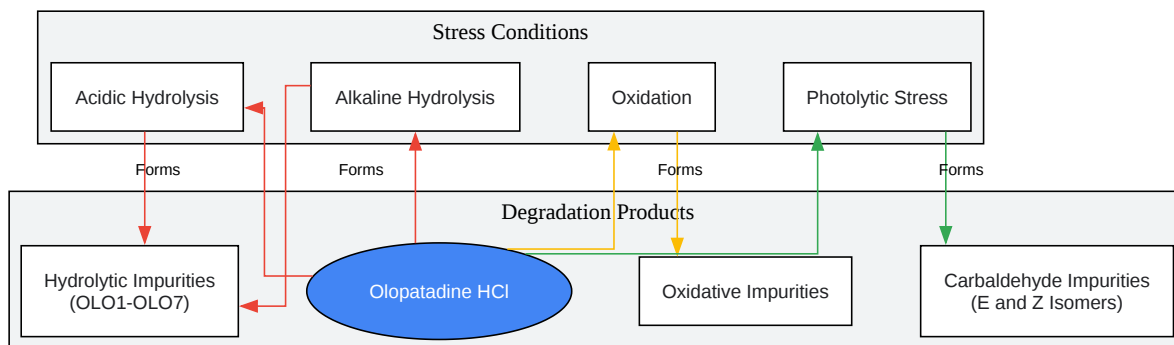 Stress Conditions
Acidic Hydrolysis
Alkaline Hydrolysis
Oxidation
Photolytic Stress
Forms
Forms
Forms
Forms
Degradation Products
Hydrolytic Impurities
(OLO1-OLO7)
Olopatadine HCl
Oxidative Impurities
Carbaldehyde Impurities
(E and Z Isomers)